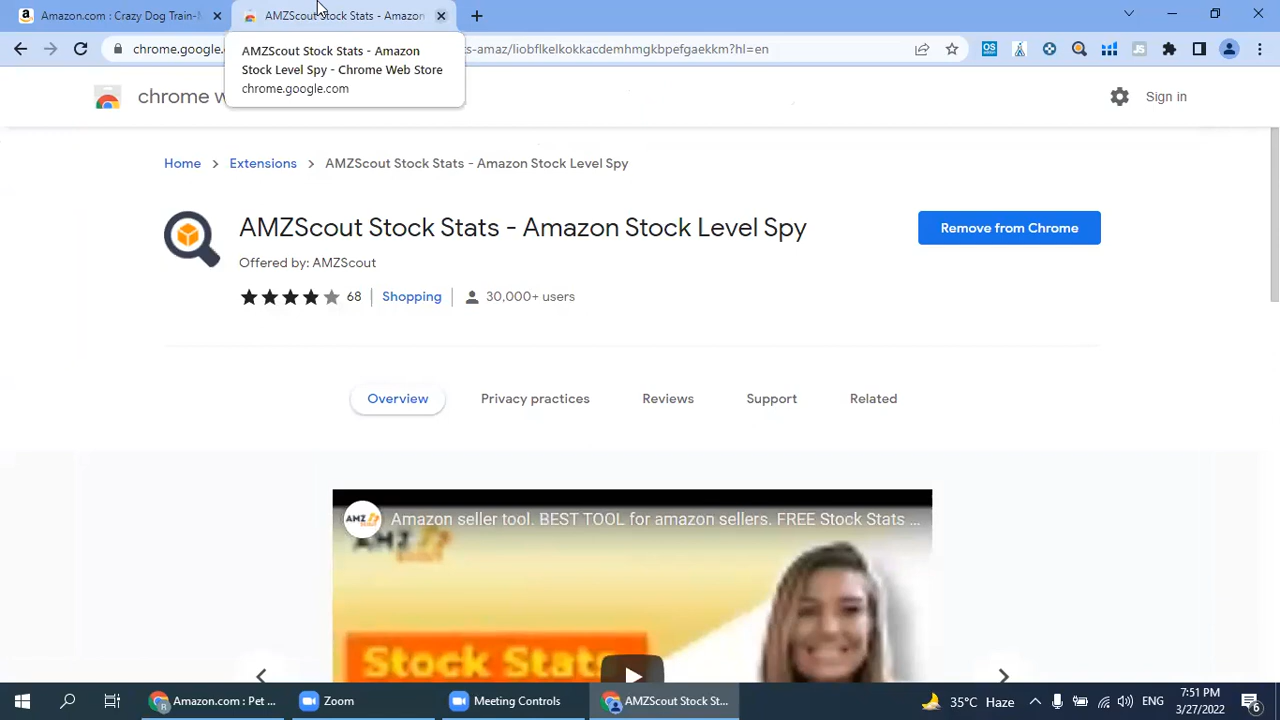 Amazon.com : Crazy Dog Train-M
AMZScout Stock Stats - Amazon
chrome.google.
s-amaz/liobflkelkokkacdemhmgkbpefgaekkm?hl=en
AMZScout Stock Stats - Amazon
Stock Level Spy - Chrome Web Store
chrome.google.com
chrome w
Sign in
Home > Extensions > AMZScout Stock Stats - Amazon Stock Level Spy
AMZScout Stock Stats - Amazon Stock Level Spy
Remove from Chrome
Offered by: AMZScout
68 Shopping 30,000+ users
Overview Privacy practices Reviews Support Related
AMZ SCOUT Amazon seller tool. BEST TOOL for amazon sellers. FREE Stock Stats ...
AMZ
Stock Stats
Amazon.com : Pet ... Zoom Meeting Controls AMZScout Stock St... 35°C Haze ENG 7:51 PM
3/27/2022 6